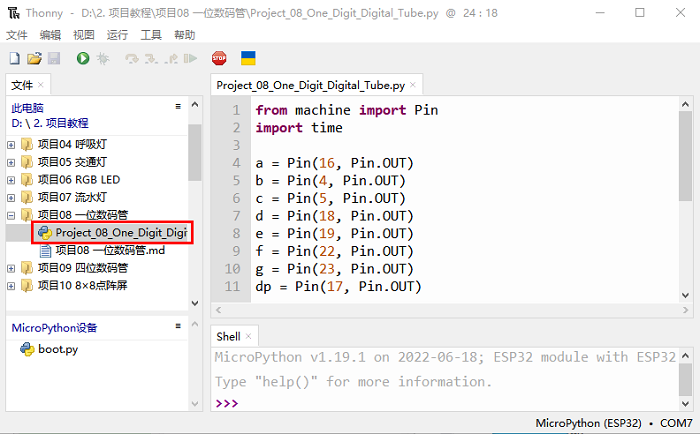 Thonny - D:\2. 项目教程\项目08 一位数码管\Project_08_One_Digit_Digital_Tube.py @ 24 : 18
文件 编辑 视图 运行 工具 帮助
STOP
文件 ×
此电脑
D: \ 2. 项目教程
项目04 呼吸灯
项目05 交通灯
项目06 RGB LED
项目07 流水灯
项目08 一位数码管
Project_08_One_Digit_Digit
项目08 一位数码管.md
项目09 四位数码管
项目10 8×8点阵屏
MicroPython设备
boot.py
Project_08_One_Digit_Digital_Tube.py ×
1 from machine import Pin
2 import time
3
4 a = Pin(16, Pin.OUT)
5 b = Pin(4, Pin.OUT)
6 c = Pin(5, Pin.OUT)
7 d = Pin(18, Pin.OUT)
8 e = Pin(19, Pin.OUT)
9 f = Pin(22, Pin.OUT)
10 g = Pin(23, Pin.OUT)
11 dp = Pin(17, Pin.OUT)
Shell ×
MicroPython v1.19.1 on 2022-06-18; ESP32 module with ESP32
Type "help()" for more information.
>>>
MicroPython (ESP32) • COM7